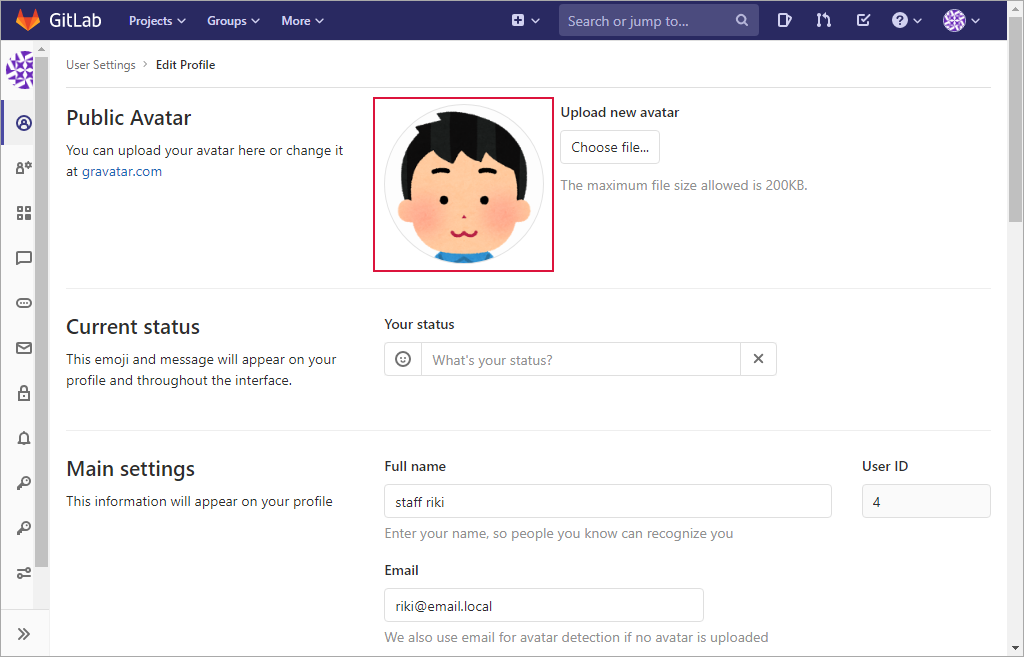 GitLab Projects Groups More Search or jump to...
User Settings > Edit Profile
Public Avatar
You can upload your avatar here or change it
at gravatar.com
Upload new avatar
Choose file...
The maximum file size allowed is 200KB.
Current status
This emoji and message will appear on your
profile and throughout the interface.
Your status
What's your status?
Main settings
This information will appear on your profile
Full name
staff riki
Enter your name, so people you know can recognize you
User ID
4
Email
riki@email.local
We also use email for avatar detection if no avatar is uploaded